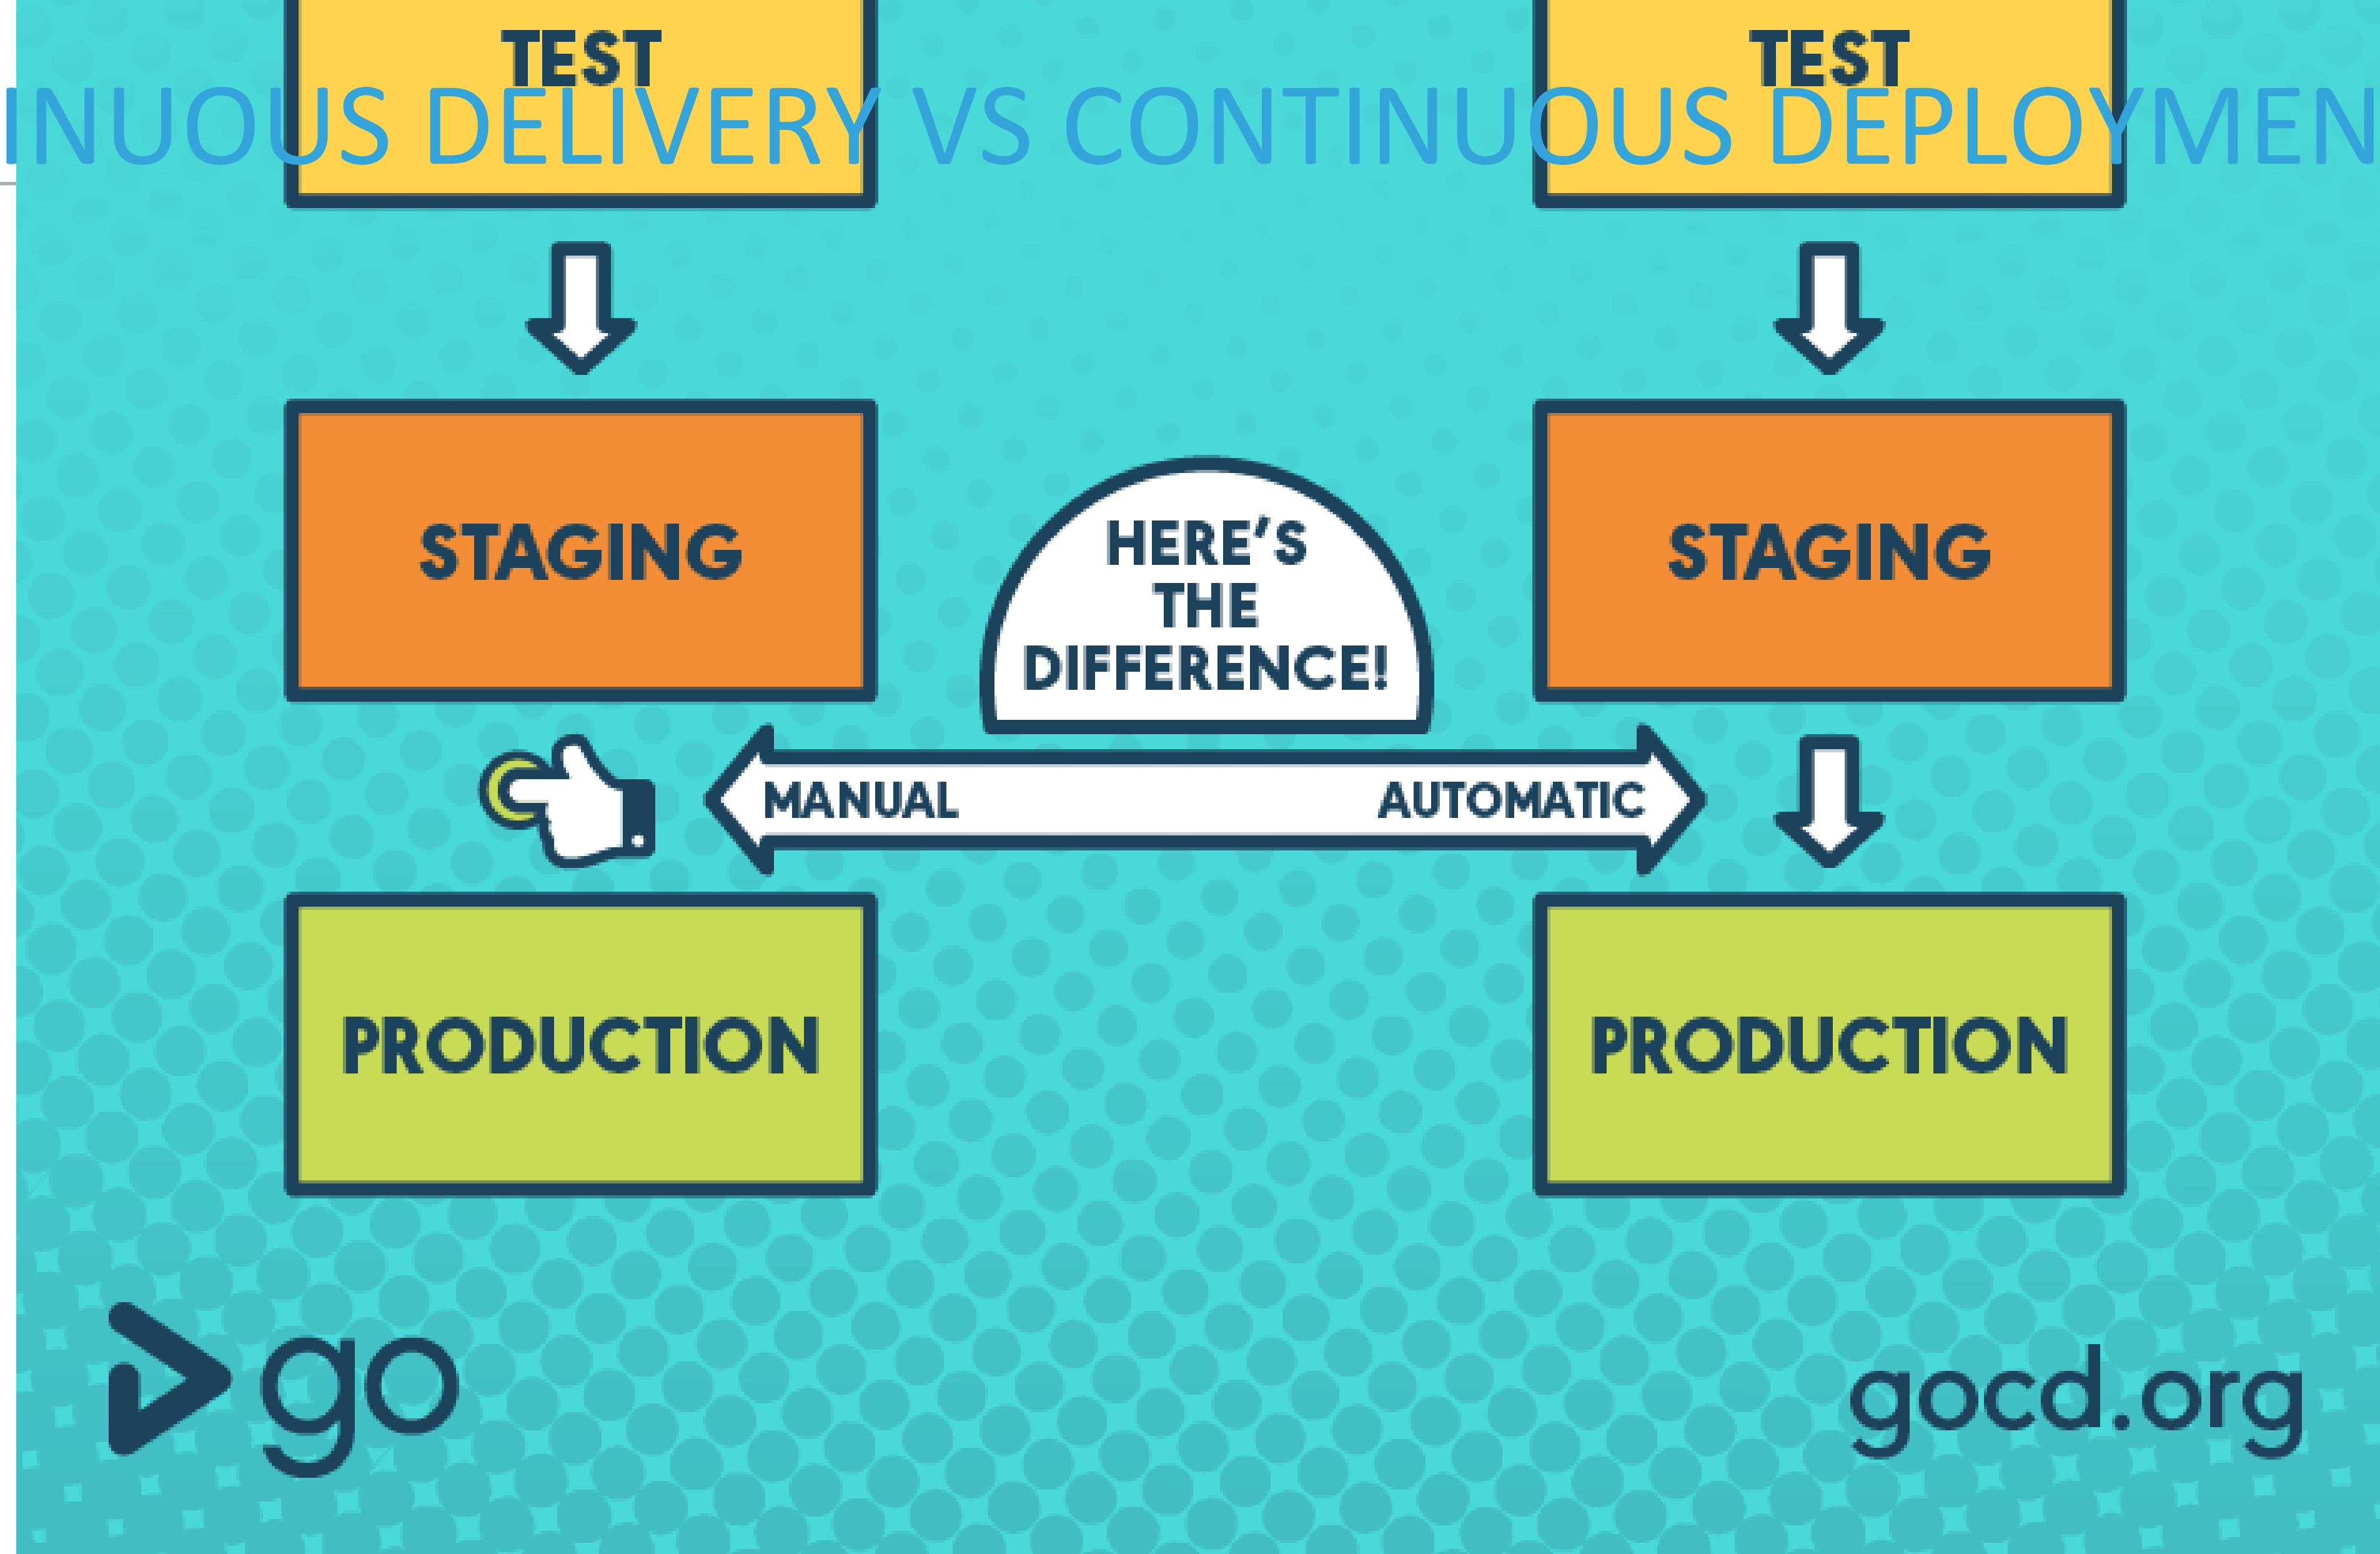 TEST
TEST
INUOUS DELIVERY VS CONTINUOUS DEPLOYMEN
STAGING
STAGING
HERE'S
THE
DIFFERENCE!
MANUAL
AUTOMATIC
PRODUCTION
PRODUCTION
go
gocd.org